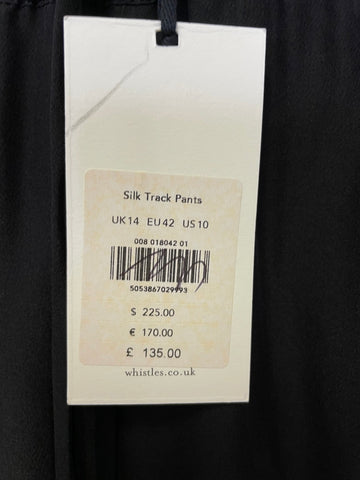 Silk Track Pants
UK14 EU42 US10
008 018042 01
5053867029993
$ 225.00
€ 170.00
£ 135.00
whistles.co.uk